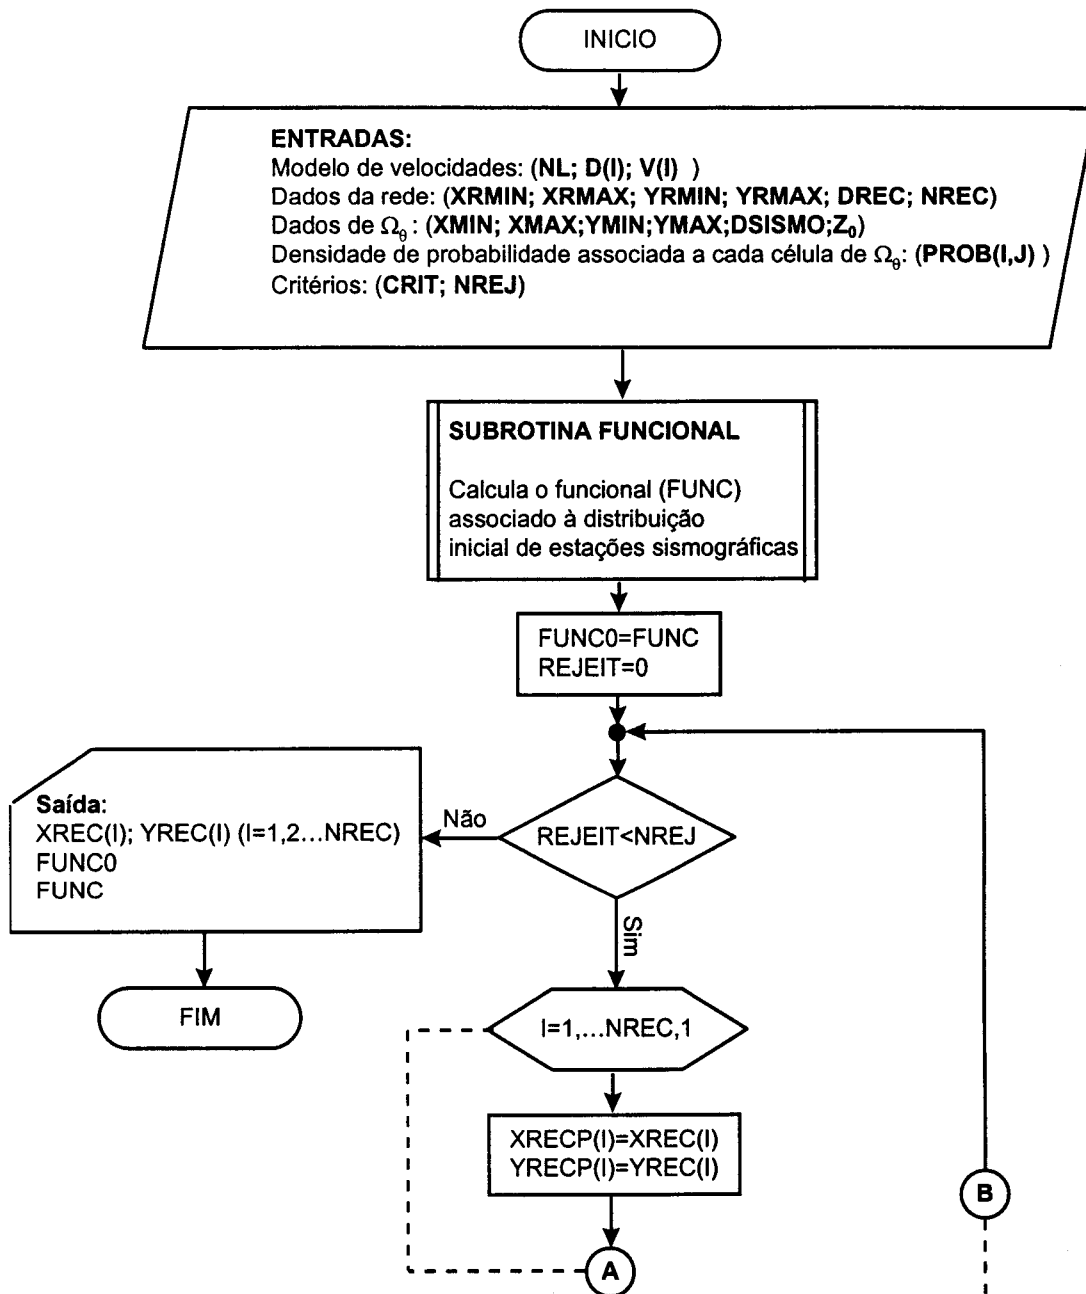 INICIO
ENTRADAS:
Modelo de velocidades: (NL; D(I); V(I) )
Dados da rede: (XRMIN; XRMAX; YRMIN; YRMAX; DREC; NREC)
Dados de Ωθ: (XMIN; XMAX;YMIN;YMAX;DSISMO;Z0)
Densidade de probabilidade associada a cada célula de Ωθ: (PROB(I,J) )
Critérios: (CRIT; NREJ)
SUBROTINA FUNCIONAL
Calcula o funcional (FUNC)
associado à distribuição
inicial de estações sismográficas
FUNC0=FUNC
REJEIT=0
REJEIT<NREJ
Não
Saída:
XREC(I); YREC(I) (I=1,2...NREC)
FUNC0
FUNC
FIM
Sim
I=1,...NREC,1
XRECP(I)=XREC(I)
YRECP(I)=YREC(I)
A
B